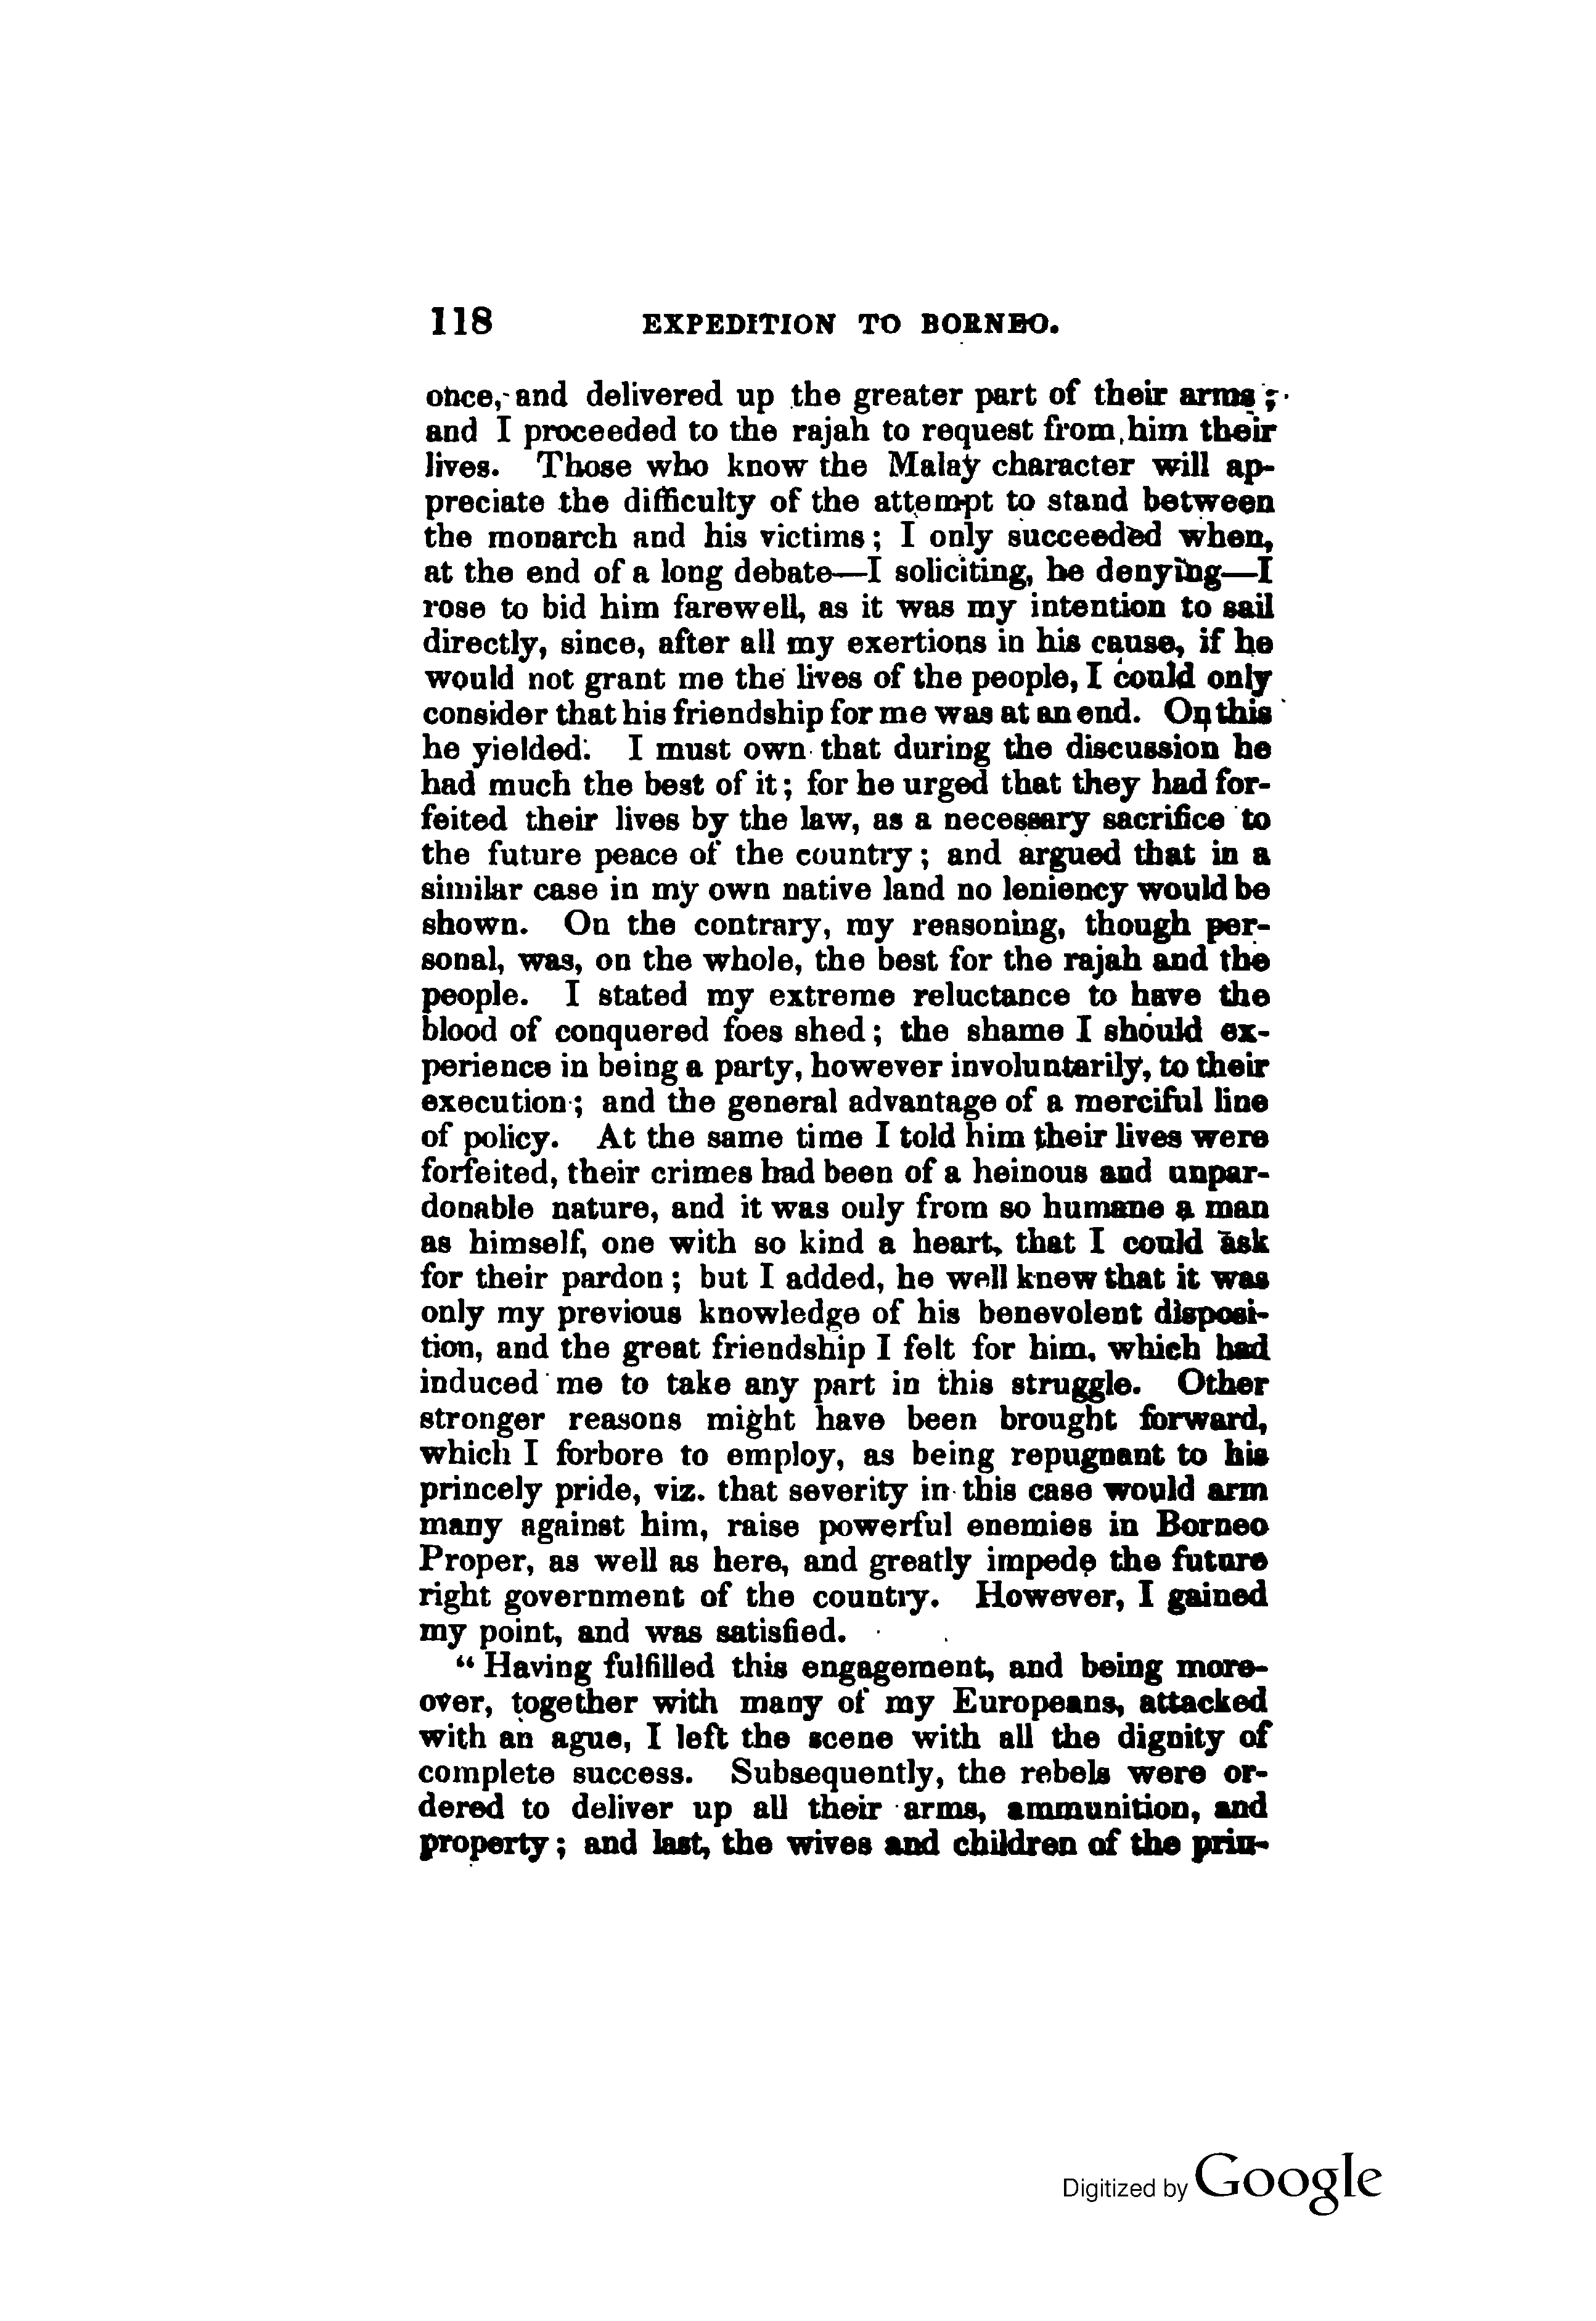 118 EXPEDITION TO BORNEO.
once, and delivered up the greater part of their arms;
and I proceeded to the rajah to request from him their
lives. Those who know the Malay character will ap-
preciate the difficulty of the attempt to stand between
the monarch and his victims; I only succeeded when,
at the end of a long debate—I soliciting, he denying—I
rose to bid him farewell, as it was my intention to sail
directly, since, after all my exertions in his cause, if he
would not grant me the lives of the people, I could only
consider that his friendship for me was at an end. On this
he yielded. I must own that during the discussion he
had much the best of it; for he urged that they had for-
feited their lives by the law, as a necessary sacrifice to
the future peace of the country; and argued that in a
similar case in my own native land no leniency would be
shown. On the contrary, my reasoning, though per-
sonal, was, on the whole, the best for the rajah and the
people. I stated my extreme reluctance to have the
blood of conquered foes shed; the shame I should ex-
perience in being a party, however involuntarily, to their
execution; and the general advantage of a merciful line
of policy. At the same time I told him their lives were
forfeited, their crimes had been of a heinous and unpar-
donable nature, and it was only from so humane a man
as himself, one with so kind a heart, that I could ask
for their pardon; but I added, he well knew that it was
only my previous knowledge of his benevolent disposi-
tion, and the great friendship I felt for him, which had
induced me to take any part in this struggle. Other
stronger reasons might have been brought forward,
which I forbore to employ, as being repugnant to his
princely pride, viz. that severity in this case would arm
many against him, raise powerful enemies in Borneo
Proper, as well as here, and greatly impede the future
right government of the country. However, I gained
my point, and was satisfied.
“ Having fulfilled this engagement, and being more-
over, together with many of my Europeans, attacked
with an ague, I left the scene with all the dignity of
complete success. Subsequently, the rebels were or-
dered to deliver up all their arms, ammunition, and
property; and last, the wives and children of the prin-
Digitized by Google